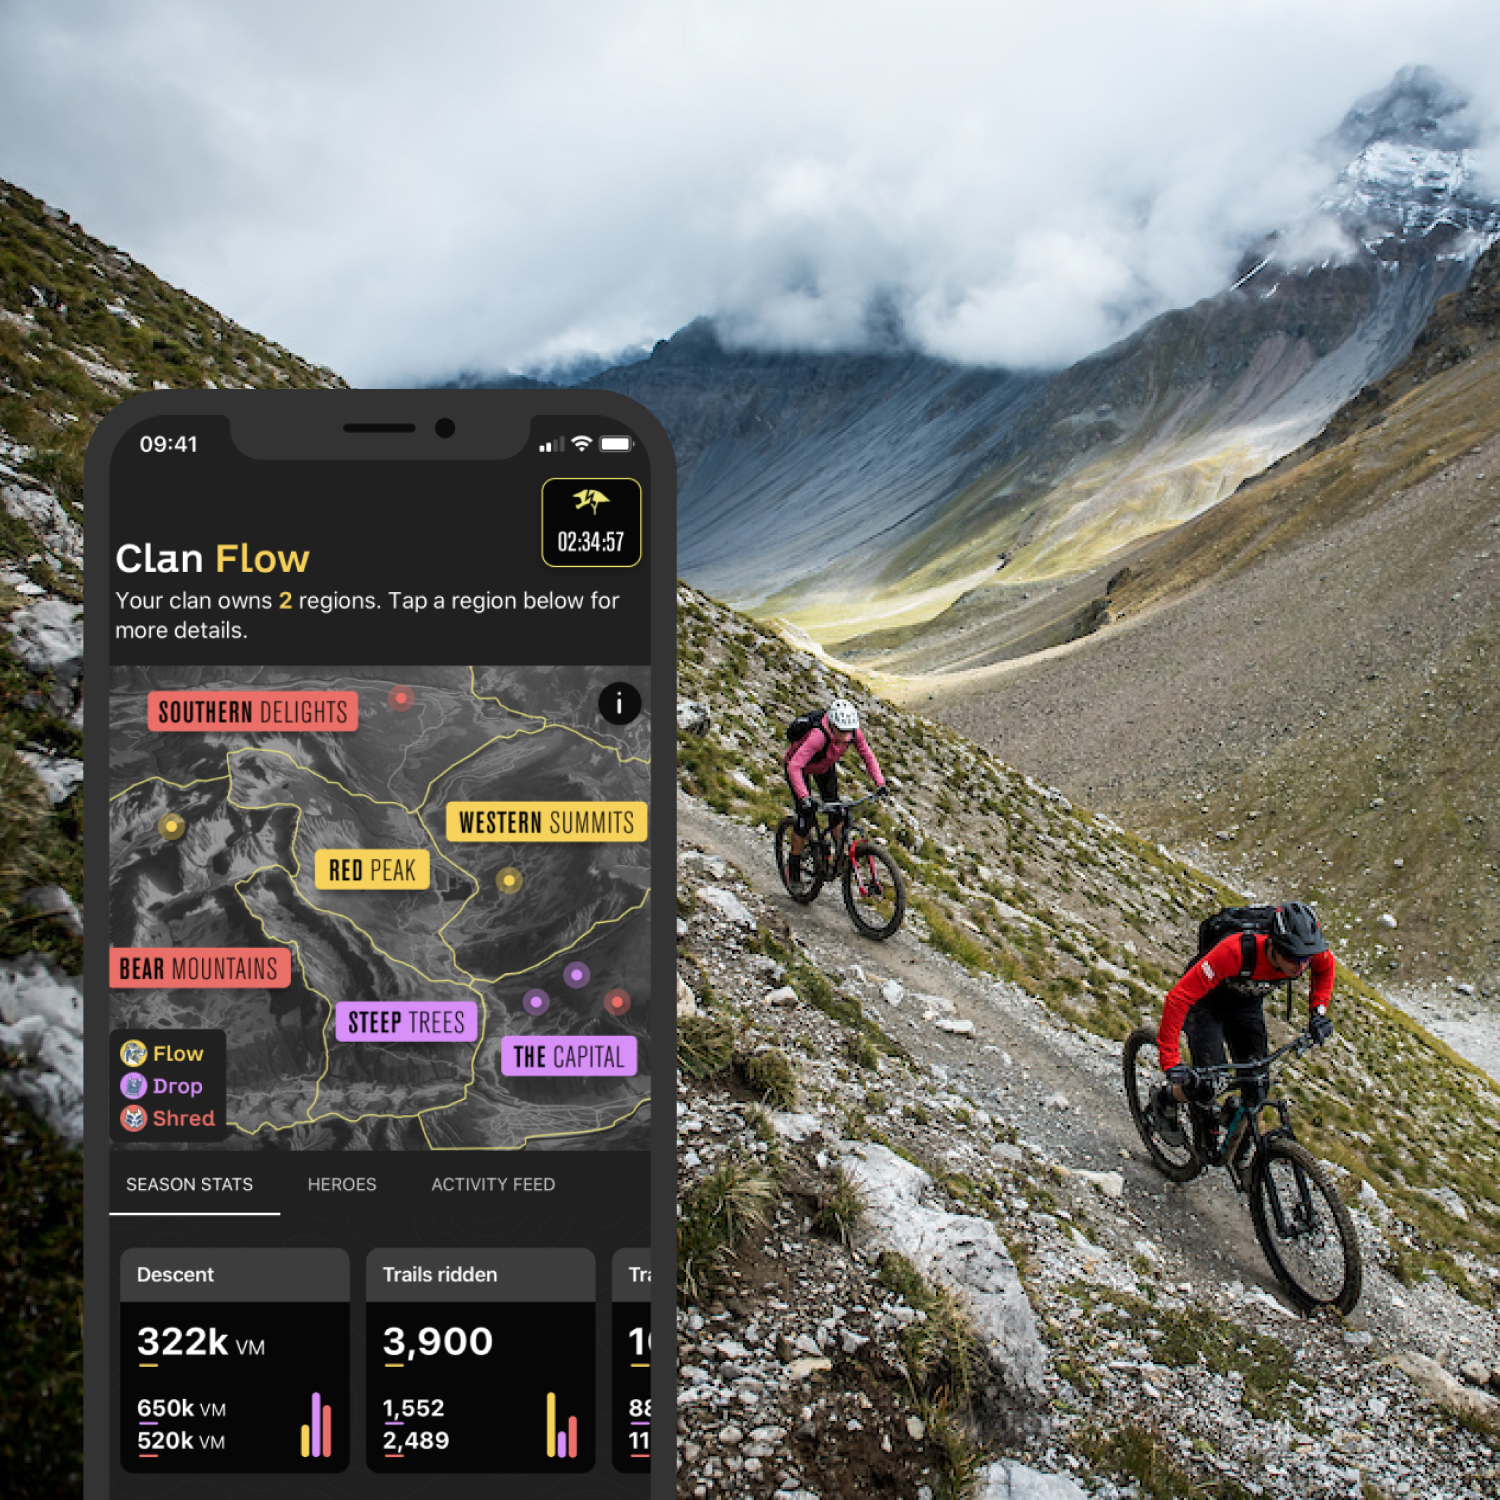 09:41
02:34:57
Clan Flow
Your clan owns 2 regions. Tap a region below for
more details.
SOUTHERN DELIGHTS
i
WESTERN SUMMITS
RED PEAK
BEAR MOUNTAINS
STEEP TREES
THE CAPITAL
Flow
Drop
Shred
SEASON STATS
HEROES
ACTIVITY FEED
Descent
322k VM
650k VM
520k VM
Trails ridden
3,900
1,552
2,489